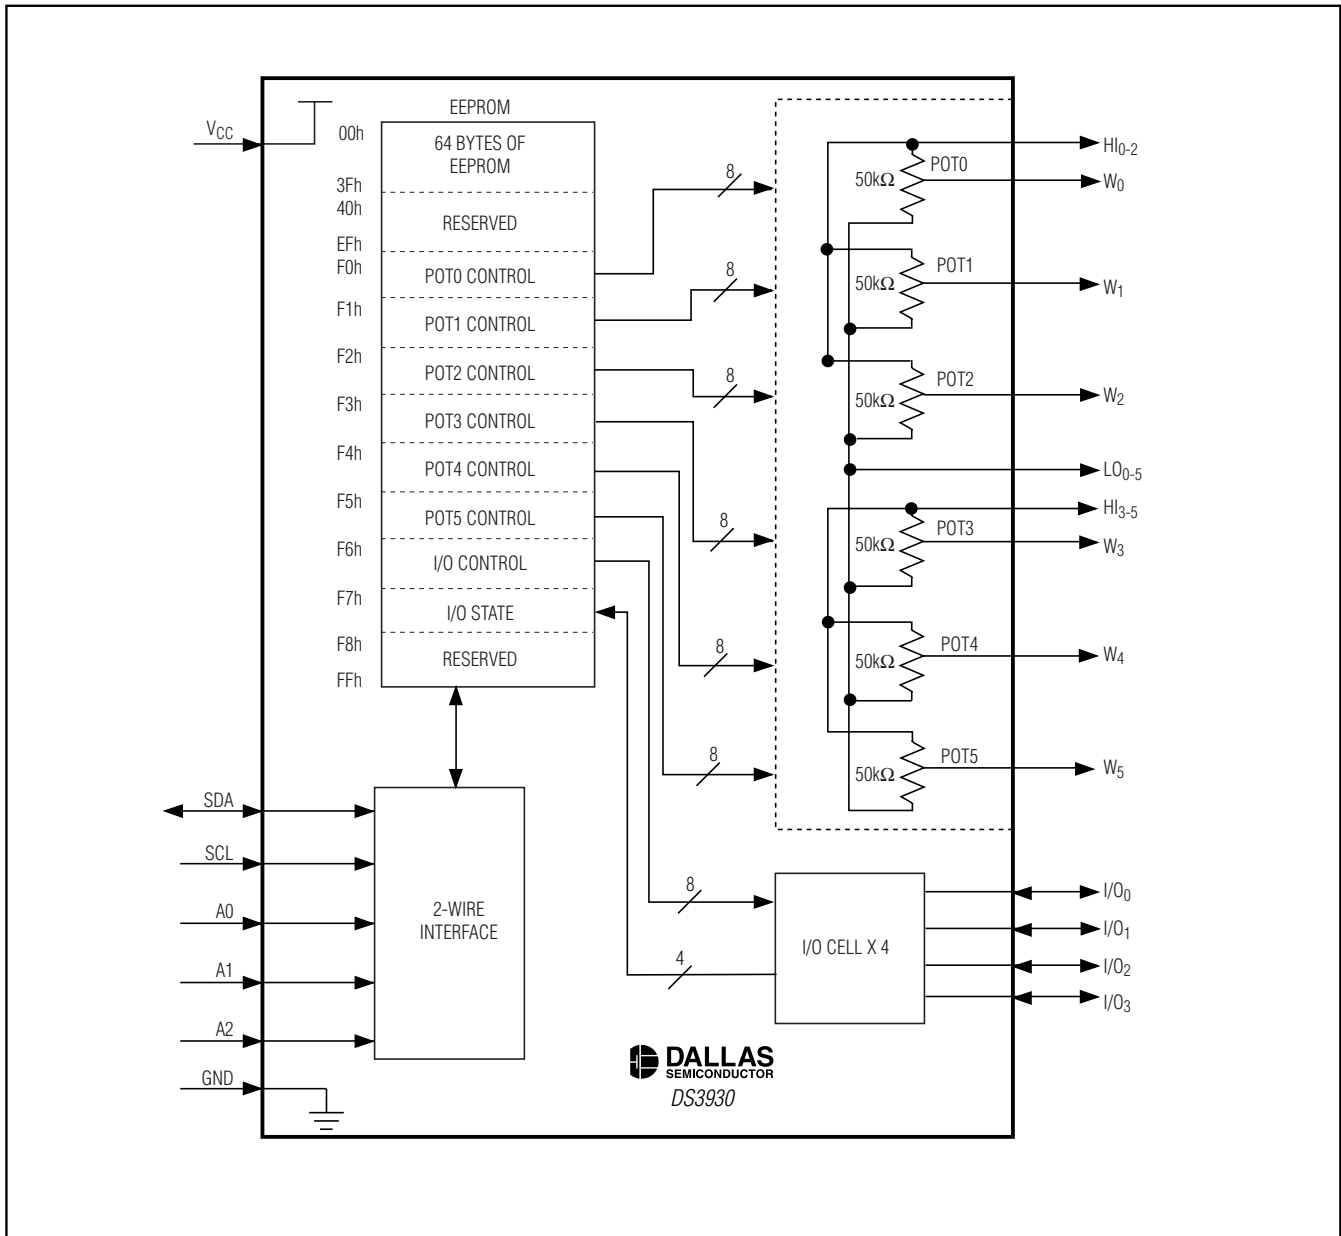 EEPROM
V_CC
00h
64 BYTES OF
EEPROM
3Fh
40h
RESERVED
EFh
F0h
POT0 CONTROL
F1h
POT1 CONTROL
F2h
POT2 CONTROL
F3h
POT3 CONTROL
F4h
POT4 CONTROL
F5h
POT5 CONTROL
F6h
I/O CONTROL
F7h
I/O STATE
F8h
RESERVED
FFh
8
8
8
8
8
8
8
4
50kΩ
POT0
HI0-2
W0
50kΩ
POT1
W1
50kΩ
POT2
W2
LO0-5
HI3-5
50kΩ
POT3
W3
50kΩ
POT4
W4
50kΩ
POT5
W5
SDA
SCL
A0
A1
A2
GND
2-WIRE
INTERFACE
I/O CELL X 4
I/O0
I/O1
I/O2
I/O3
DALLAS
SEMICONDUCTOR
DS3930